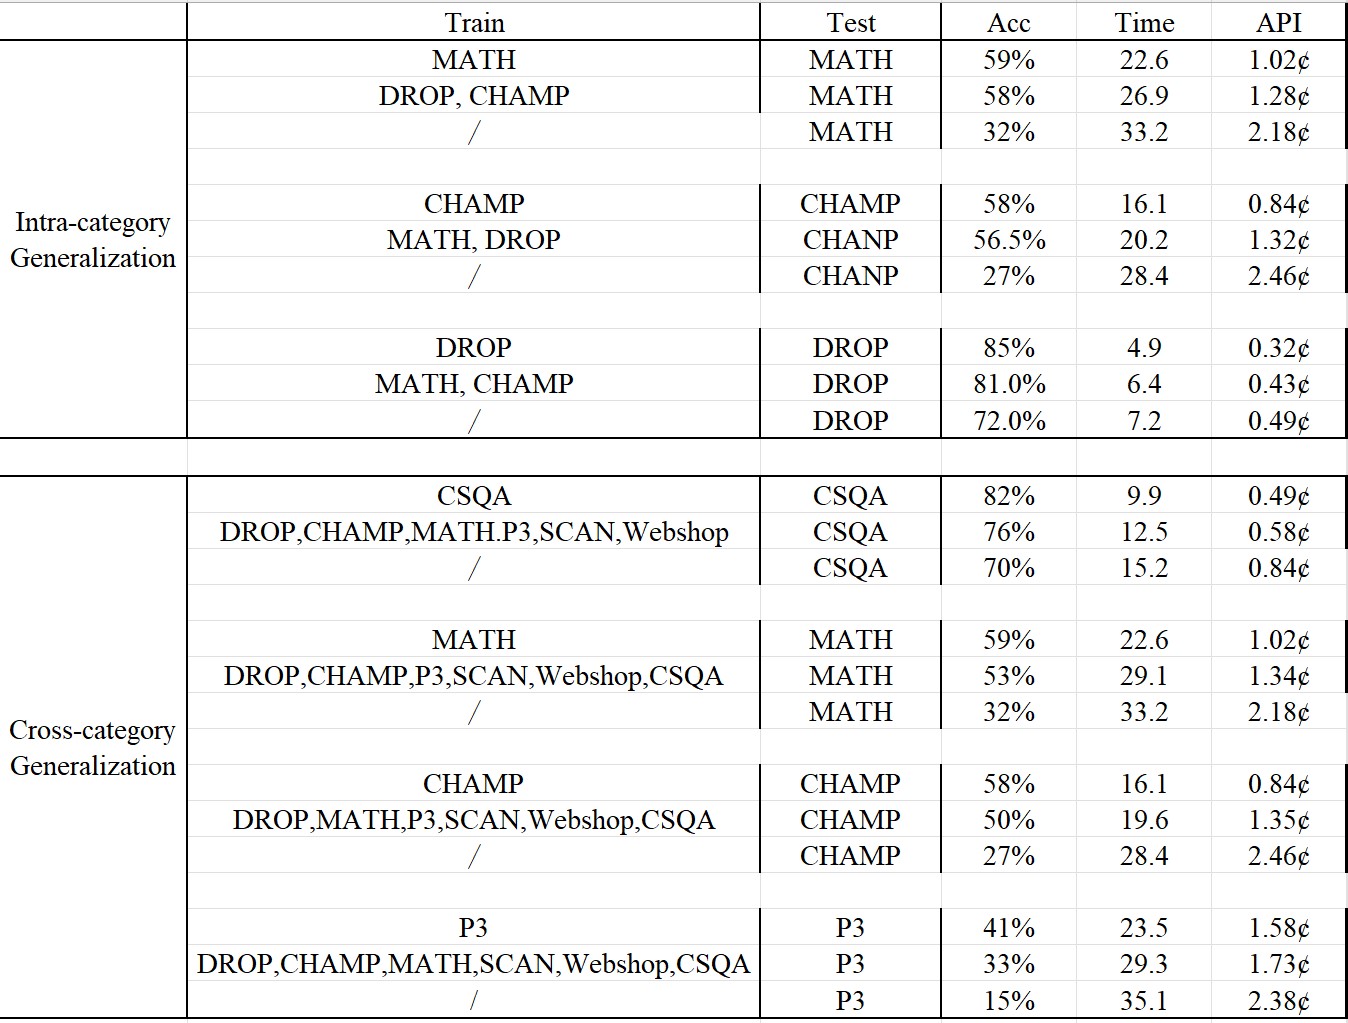 Train Test Acc Time API
MATH MATH 59% 22.6 1.02¢
DROP, CHAMP MATH 58% 26.9 1.28¢
/ MATH 32% 33.2 2.18¢
Intra-category
Generalization
CHAMP CHAMP 58% 16.1 0.84¢
MATH, DROP CHANP 56.5% 20.2 1.32¢
/ CHANP 27% 28.4 2.46¢
DROP DROP 85% 4.9 0.32¢
MATH, CHAMP DROP 81.0% 6.4 0.43¢
/ DROP 72.0% 7.2 0.49¢
CSQA CSQA 82% 9.9 0.49¢
DROP,CHAMP,MATH.P3,SCAN,Webshop CSQA 76% 12.5 0.58¢
/ CSQA 70% 15.2 0.84¢
MATH MATH 59% 22.6 1.02¢
DROP,CHAMP,P3,SCAN,Webshop,CSQA MATH 53% 29.1 1.34¢
/ MATH 32% 33.2 2.18¢
Cross-category
Generalization
CHAMP CHAMP 58% 16.1 0.84¢
DROP,MATH,P3,SCAN,Webshop,CSQA CHAMP 50% 19.6 1.35¢
/ CHAMP 27% 28.4 2.46¢
P3 P3 41% 23.5 1.58¢
DROP,CHAMP,MATH,SCAN,Webshop,CSQA P3 33% 29.3 1.73¢
/ P3 15% 35.1 2.38¢